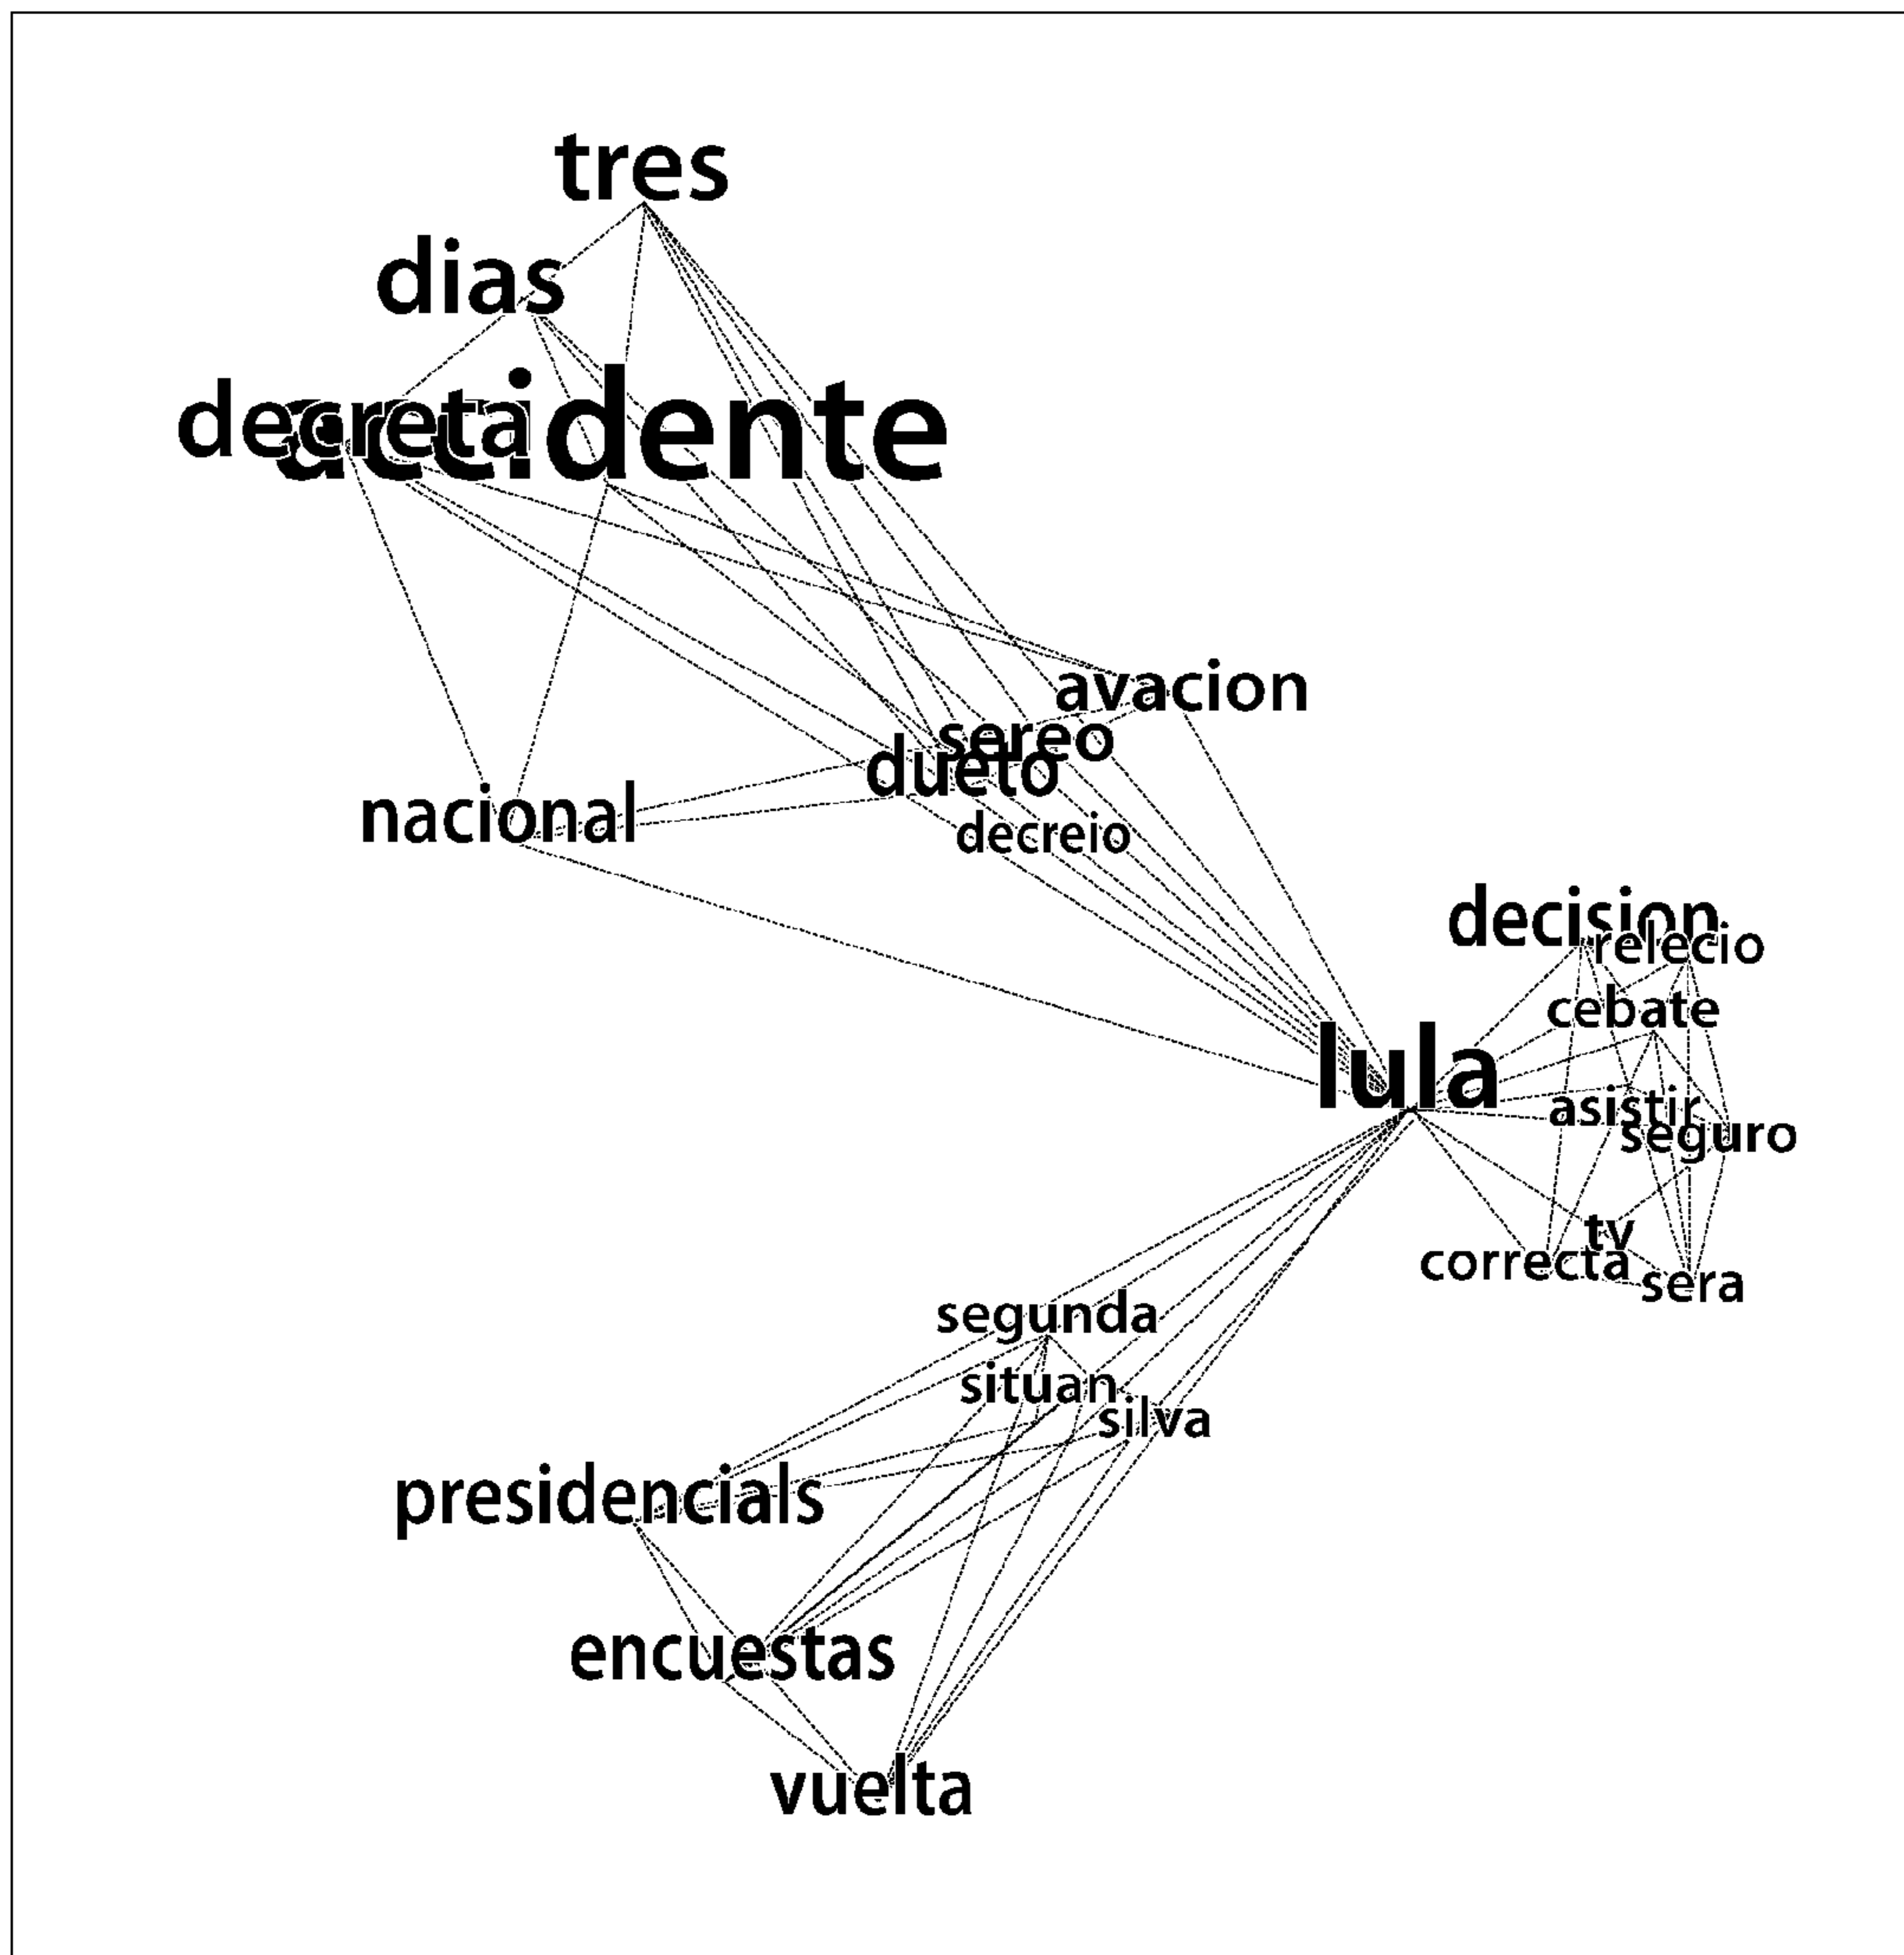 tres
dias
decreta
accidente
avacion
sereo
dueto
nacional
decreio
decision
relecio
cebate
lula
asistir
seguro
tv
correcta
sera
segunda
situan
silva
presidencials
encuestas
vuelta